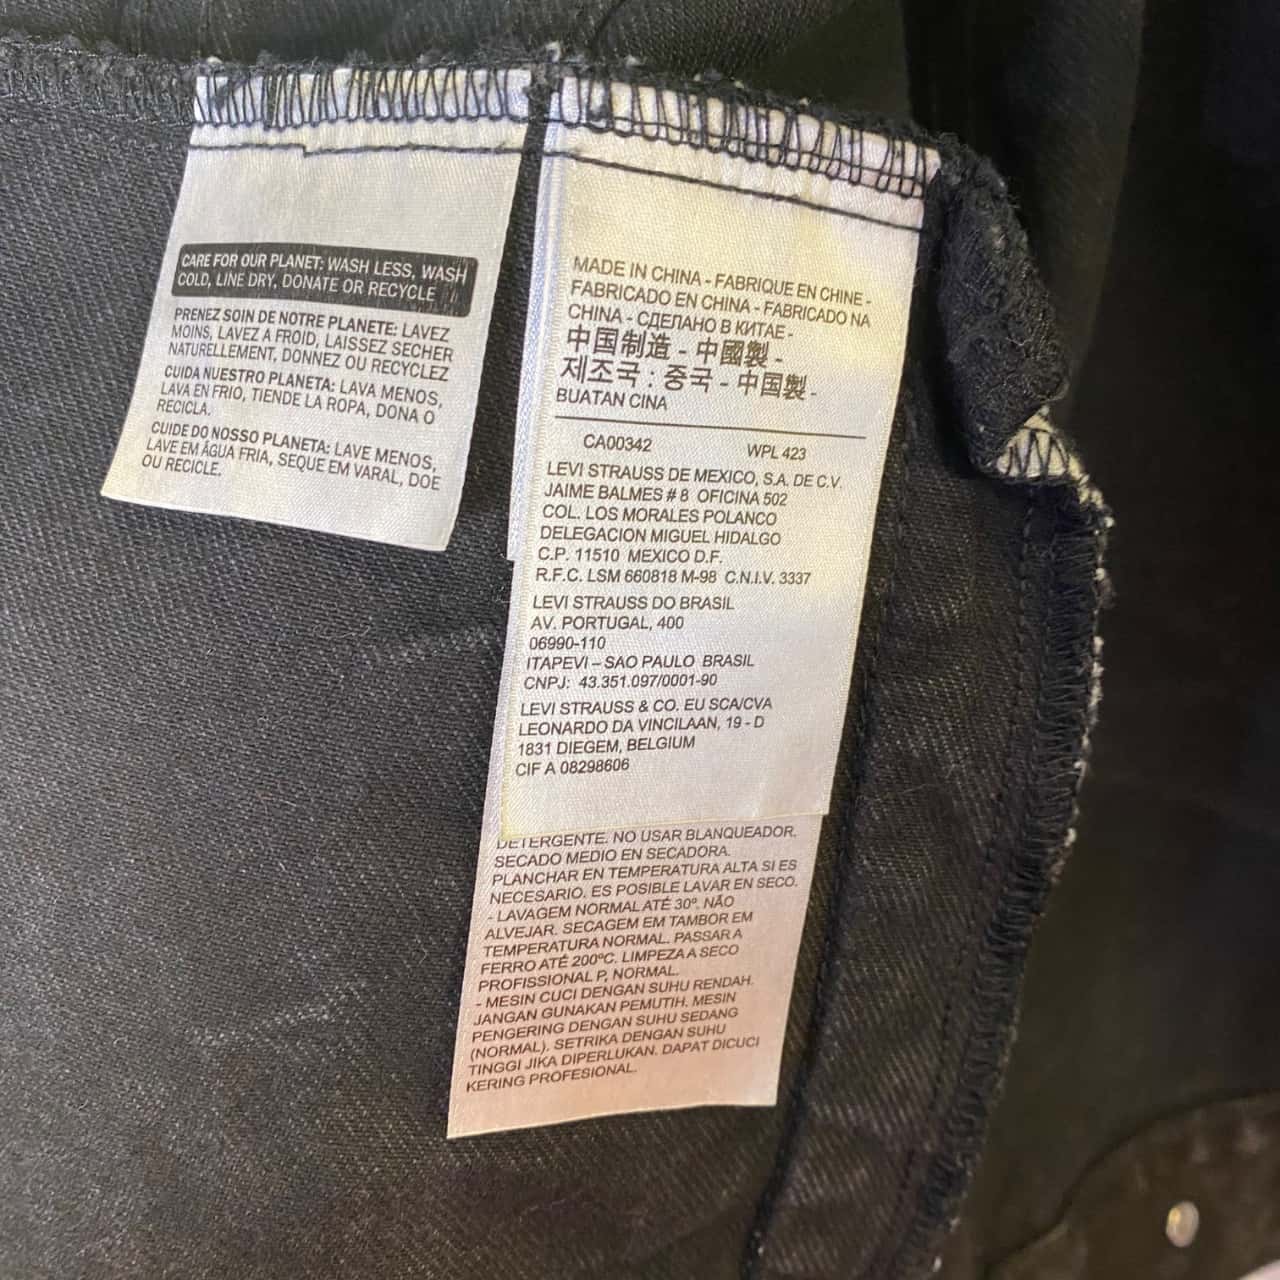 CARE FOR OUR PLANET: WASH LESS, WASH
COLD, LINE DRY, DONATE OR RECYCLE
PRENEZ SOIN DE NOTRE PLANETE: LAVEZ
MOINS, LAVEZ A FROID, LAISSEZ SECHER
NATURELLEMENT, DONNEZ OU RECYCLEZ
CUIDA NUESTRO PLANETA: LAVA MENOS,
LAVA EN FRIO, TIENDE LA ROPA, DONA O
RECICLA.
CUIDE DO NOSSO PLANETA: LAVE MENOS,
LAVE EM ÁGUA FRIA, SEQUE EM VARAL, DOE
OU RECICLE.
MADE IN CHINA - FABRIQUE EN CHINE -
FABRICADO EN CHINA - FABRICADO NA
CHINA - СДЕЛАНО В КИТАЕ -
中国制造 - 中國製 -
제조국 : 중국 - 中国製 -
BUATAN CINA
CA00342 WPL 423
LEVI STRAUSS DE MEXICO, S.A. DE C.V.
JAIME BALMES # 8 OFICINA 502
COL. LOS MORALES POLANCO
DELEGACION MIGUEL HIDALGO
C.P. 11510 MEXICO D.F.
R.F.C. LSM 660818 M-98 C.N.I.V. 3337
LEVI STRAUSS DO BRASIL
AV. PORTUGAL, 400
06990-110
ITAPEVI – SAO PAULO BRASIL
CNPJ: 43.351.097/0001-90
LEVI STRAUSS & CO. EU SCA/CVA
LEONARDO DA VINCILAAN, 19 - D
1831 DIEGEM, BELGIUM
CIF A 08298606
DETERGENTE. NO USAR BLANQUEADOR.
SECADO MEDIO EN SECADORA.
PLANCHAR EN TEMPERATURA ALTA SI ES
NECESARIO. ES POSIBLE LAVAR EN SECO.
- LAVAGEM NORMAL ATÉ 30º. NÃO
ALVEJAR. SECAGEM EM TAMBOR EM
TEMPERATURA NORMAL. PASSAR A
FERRO ATÉ 200ºC. LIMPEZA A SECO
PROFISSIONAL P, NORMAL.
- MESIN CUCI DENGAN SUHU RENDAH.
JANGAN GUNAKAN PEMUTIH. MESIN
PENGERING DENGAN SUHU SEDANG
(NORMAL). SETRIKA DENGAN SUHU
TINGGI JIKA DIPERLUKAN. DAPAT DICUCI
KERING PROFESIONAL.